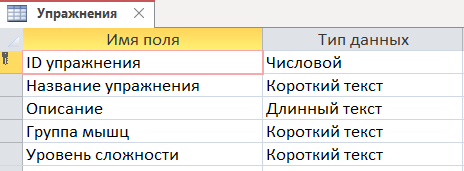 Упражнения
Имя поля Тип данных
ID упражнения Числовой
Название упражнения Короткий текст
Описание Длинный текст
Группа мышц Короткий текст
Уровень сложности Короткий текст